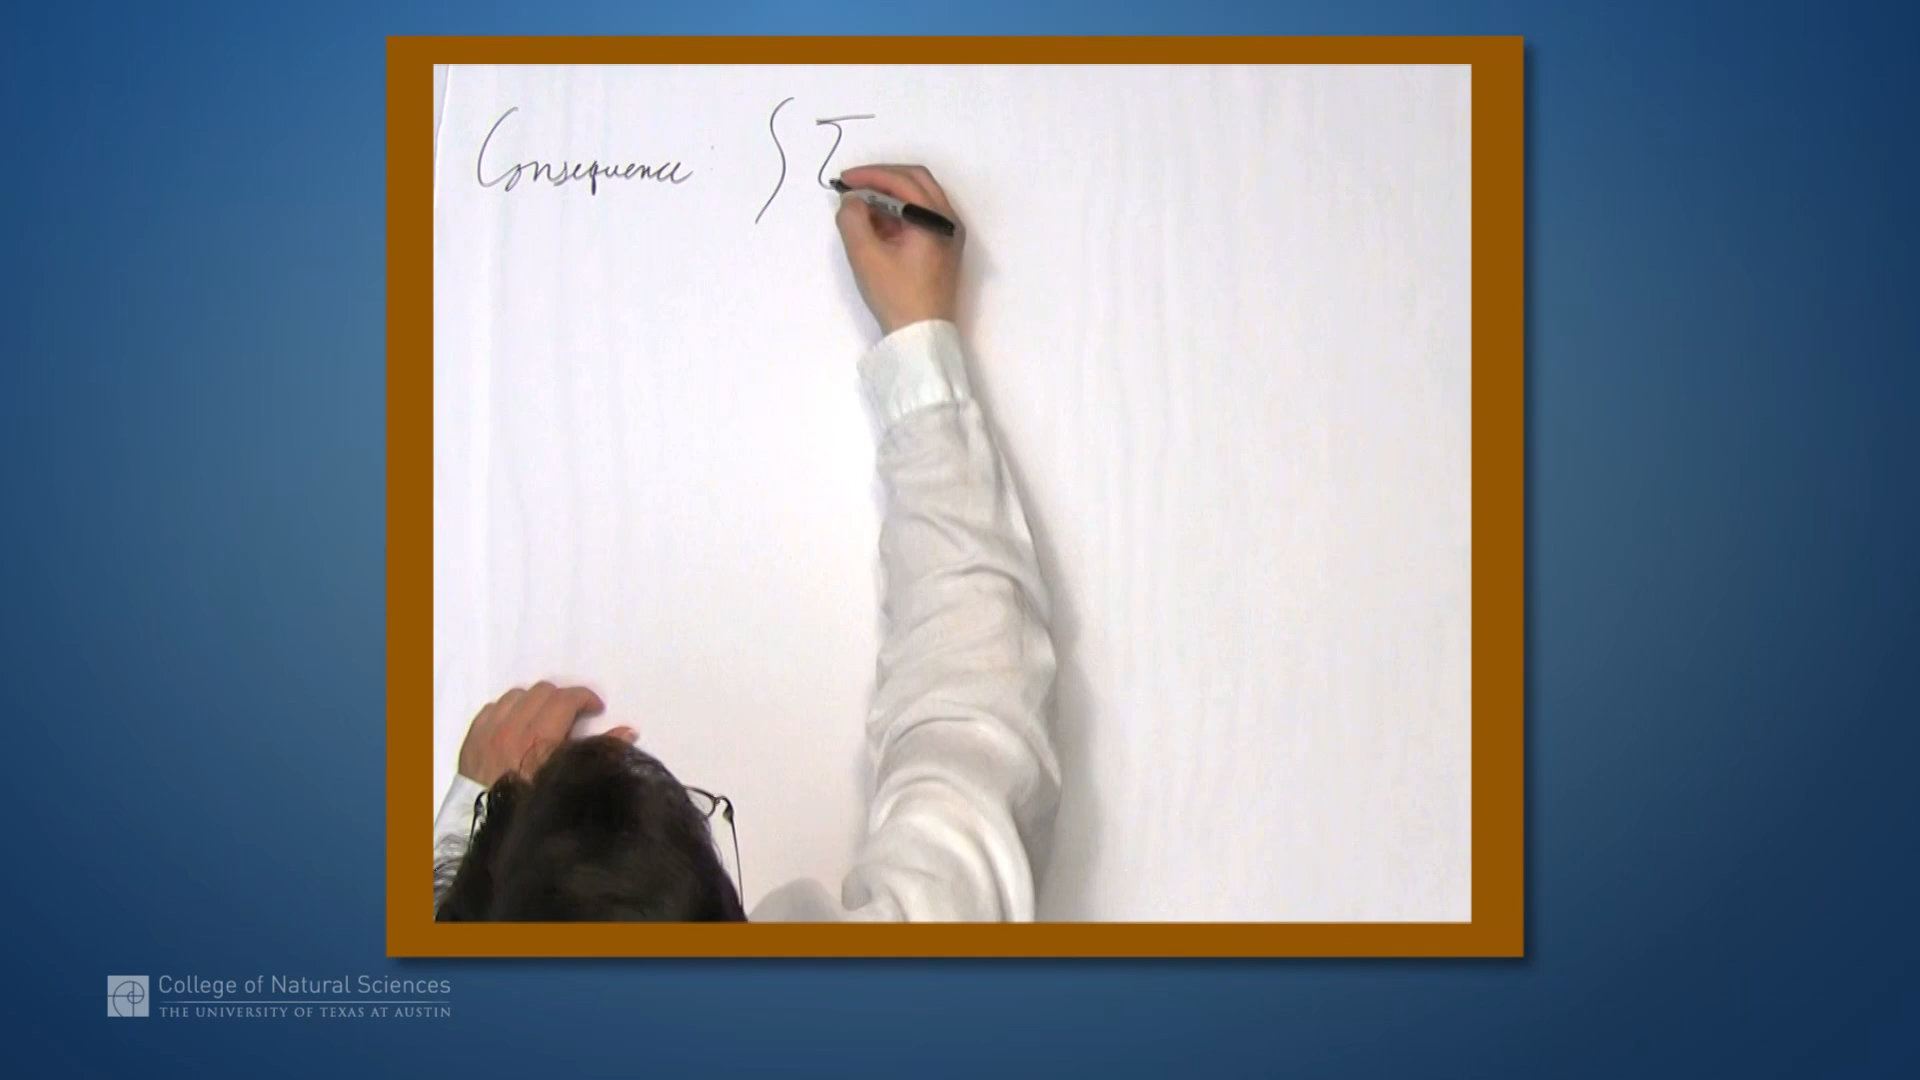 Consequence: ∫ Σ
College of Natural Sciences
THE UNIVERSITY OF TEXAS AT AUSTIN